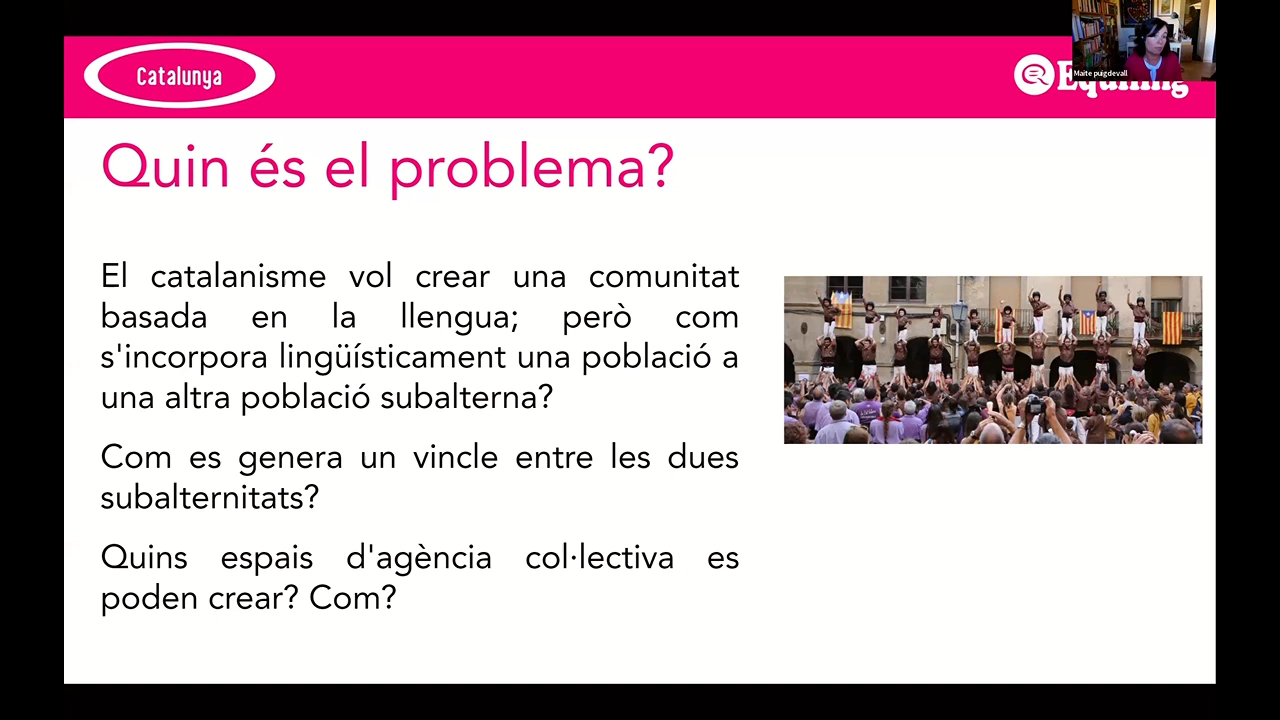 Catalunya
Maite puigdevall
Quin és el problema?
El catalanisme vol crear una comunitat
basada en la llengua; però com
s'incorpora lingüísticament una població a
una altra població subalterna?
Com es genera un vincle entre les dues
subalternitats?
Quins espais d'agència col·lectiva es
poden crear? Com?